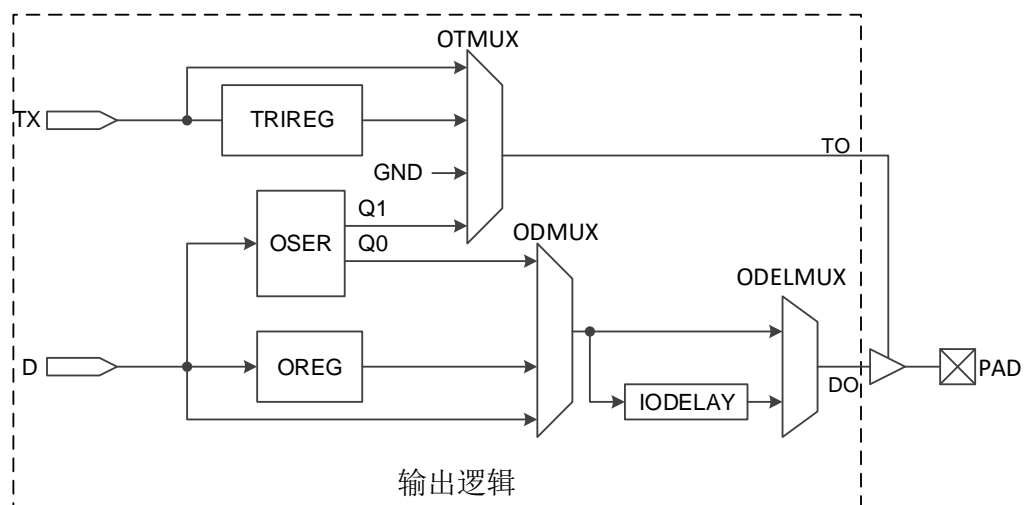 OTMUX
TX
TRIREG
TO
GND
Q1
OSER
Q0
ODMUX
ODELMUX
D
OREG
IODELAY
DO
PAD
输出逻辑